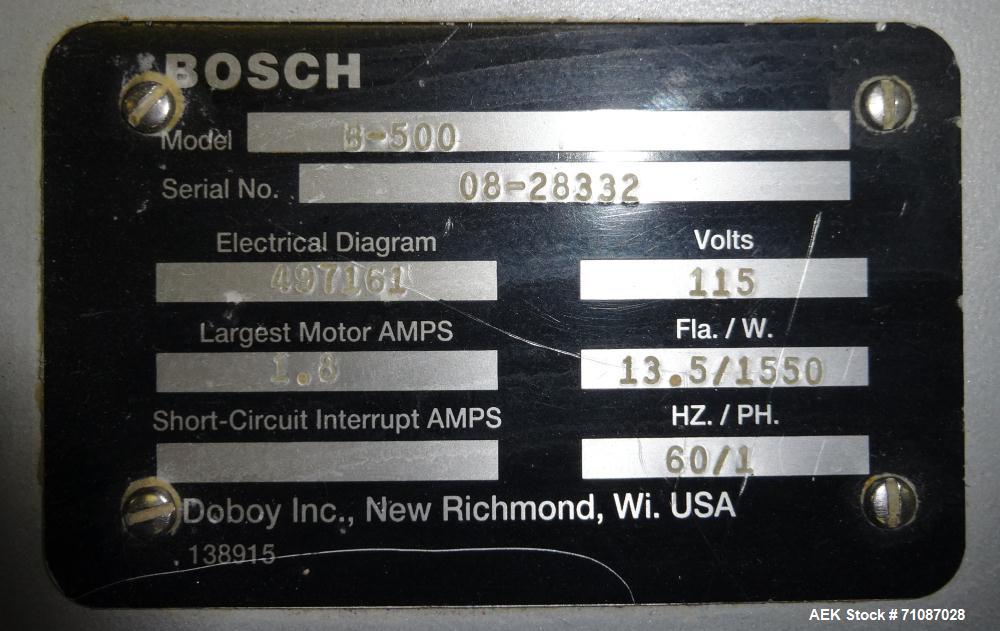 BOSCH
Model B-500
Serial No. 08-28332
Electrical Diagram Volts
497161 115
Largest Motor AMPS Fla. / W.
1.8 13.5/1550
Short-Circuit Interrupt AMPS HZ. / PH.
60/1
Doboy Inc., New Richmond, Wi. USA
138915
AEK Stock # 71087028